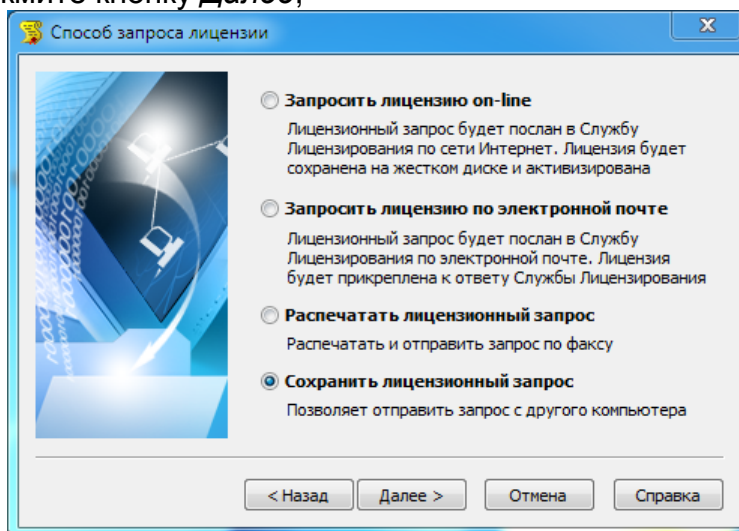 Далее,
Способ запроса лицензии
Запросить лицензию on-line
Лицензионный запрос будет послан в Службу
Лицензирования по сети Интернет. Лицензия будет
сохранена на жестком диске и активизирована
Запросить лицензию по электронной почте
Лицензионный запрос будет послан в Службу
Лицензирования по электронной почте. Лицензия
будет прикреплена к ответу Службы Лицензирования
Распечатать лицензионный запрос
Распечатать и отправить запрос по факсу
Сохранить лицензионный запрос
Позволяет отправить запрос с другого компьютера
< Назад Далее > Отмена Справка